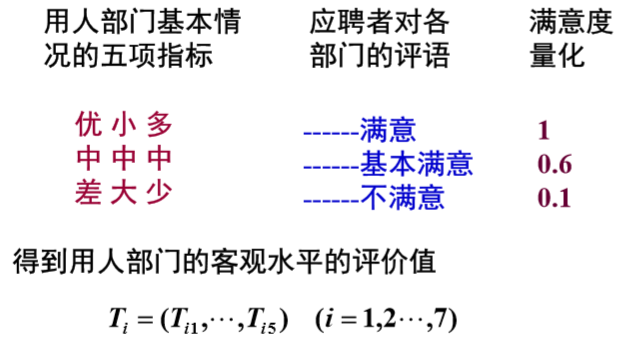 用人部门基本情 应聘者对各 满意度
况的五项指标 部门的评语 量化
优 小 多 ------满意 1
中 中 中 ------基本满意 0.6
差 大 少 ------不满意 0.1
得到用人部门的客观水平的评价值
T_i = (T_{i1},⋯,T_{i5}) (i = 1,2⋯,7)